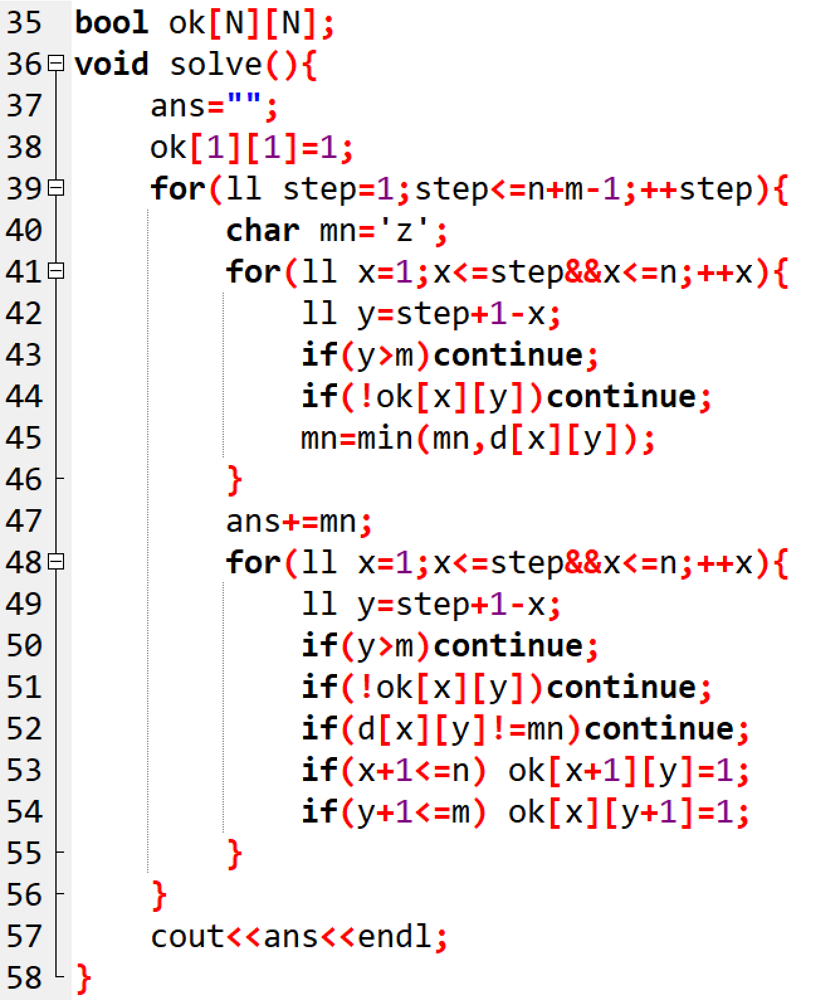 35 bool ok[N][N];
36 void solve(){
37     ans="";
38     ok[1][1]=1;
39     for(ll step=1;step<=n+m-1;++step){
40         char mn='z';
41         for(ll x=1;x<=step&&x<=n;++x){
42             ll y=step+1-x;
43             if(y>m)continue;
44             if(!ok[x][y])continue;
45             mn=min(mn,d[x][y]);
46         }
47         ans+=mn;
48         for(ll x=1;x<=step&&x<=n;++x){
49             ll y=step+1-x;
50             if(y>m)continue;
51             if(!ok[x][y])continue;
52             if(d[x][y]!=mn)continue;
53             if(x+1<=n) ok[x+1][y]=1;
54             if(y+1<=m) ok[x][y+1]=1;
55         }
56     }
57     cout<<ans<<endl;
58 }